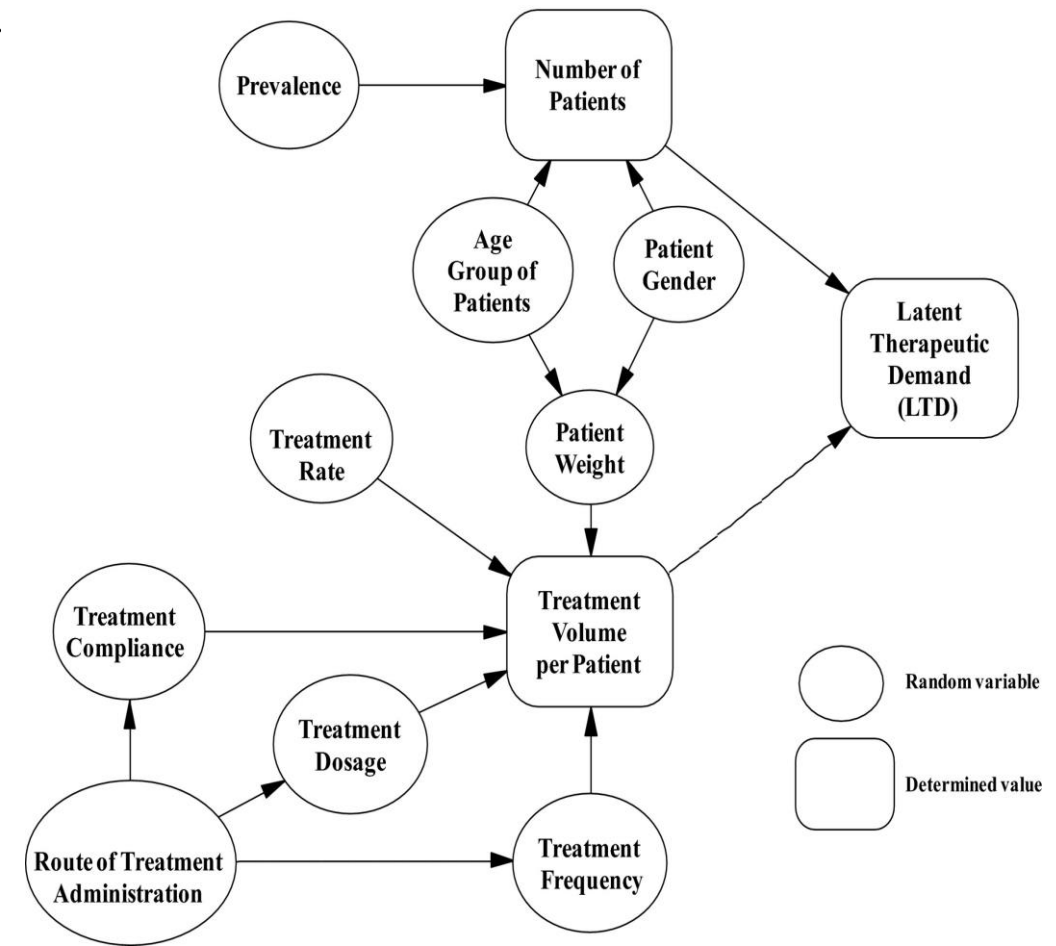 Prevalence
Number of
Patients
Age
Group of
Patients
Patient
Gender
Latent
Therapeutic
Demand
(LTD)
Treatment
Rate
Patient
Weight
Treatment
Compliance
Treatment
Volume
per Patient
Random variable
Treatment
Dosage
Determined value
Route of Treatment
Administration
Treatment
Frequency